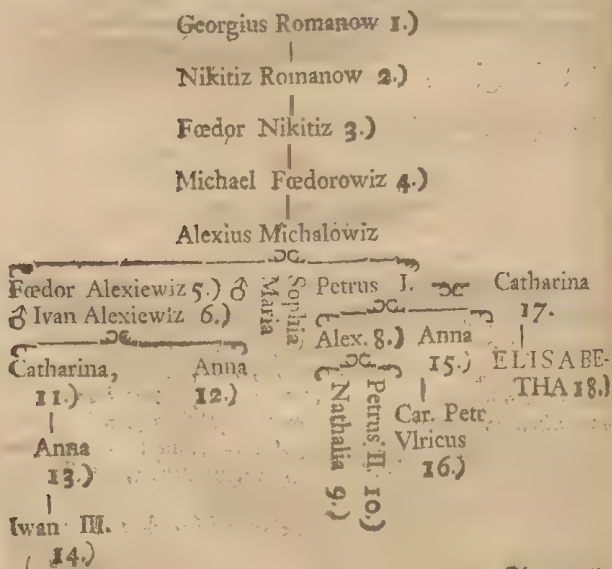 Georgius Romanow 1.)
Nikitiz Romanow 2.)
Fœdor Nikitiz 3.)
Michael Fœdorowiz 4.)
Alexius Michalowiz
Fœdor Alexiewiz 5.) ♂
♂ Ivan Alexiewiz 6.)
Sophia
Maria
Petrus I.
Catharina
17.
Catharina,
11.)
Anna
12.)
Alex. 8.)
Anna
15.)
ELISABE-
THA 18.)
Petrus II. 10.)
Nathalia 9.)
Car. Petr.
Vlricus
16.)
Anna
13.)
Iwan III.
14.)